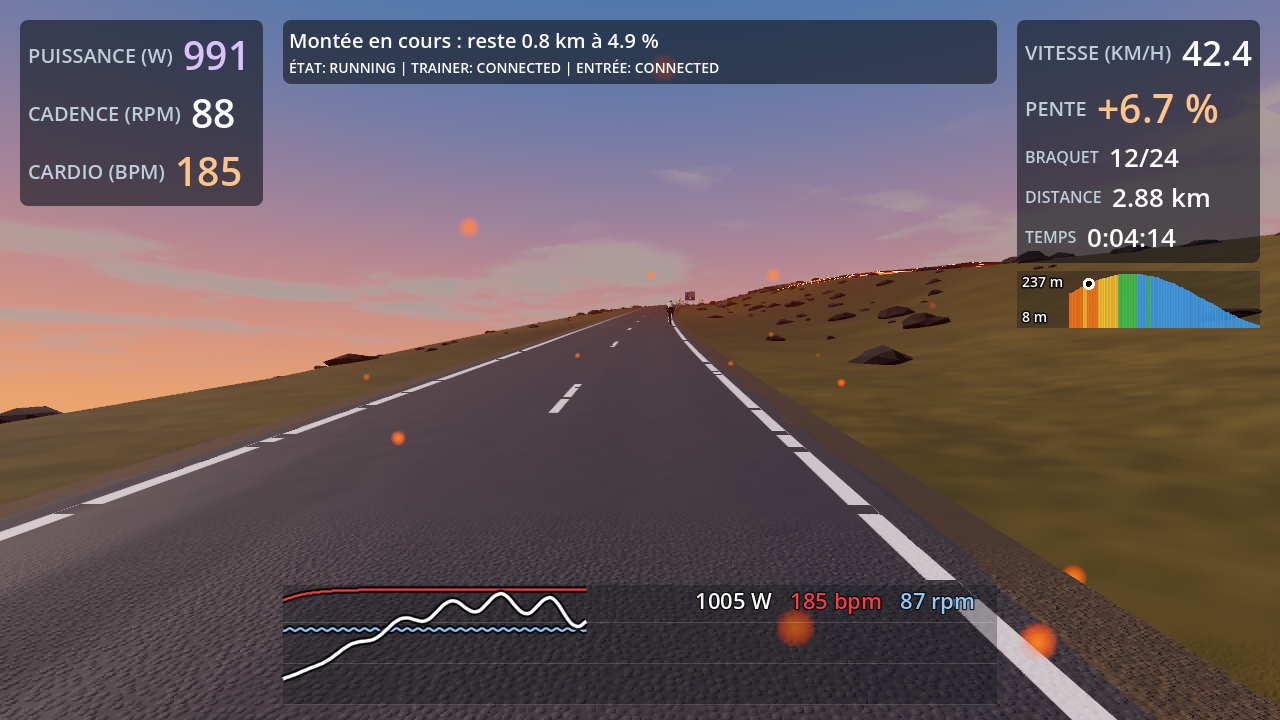 PUISSANCE (W) 991
CADENCE (RPM) 88
CARDIO (BPM) 185
Montée en cours : reste 0.8 km à 4.9 %
ÉTAT: RUNNING | TRAINER: CONNECTED | ENTRÉE: CONNECTED
VITESSE (KM/H) 42.4
PENTE +6.7 %
BRAQUET 12/24
DISTANCE 2.88 km
TEMPS 0:04:14
237 m
8 m
1005 W 185 bpm 87 rpm